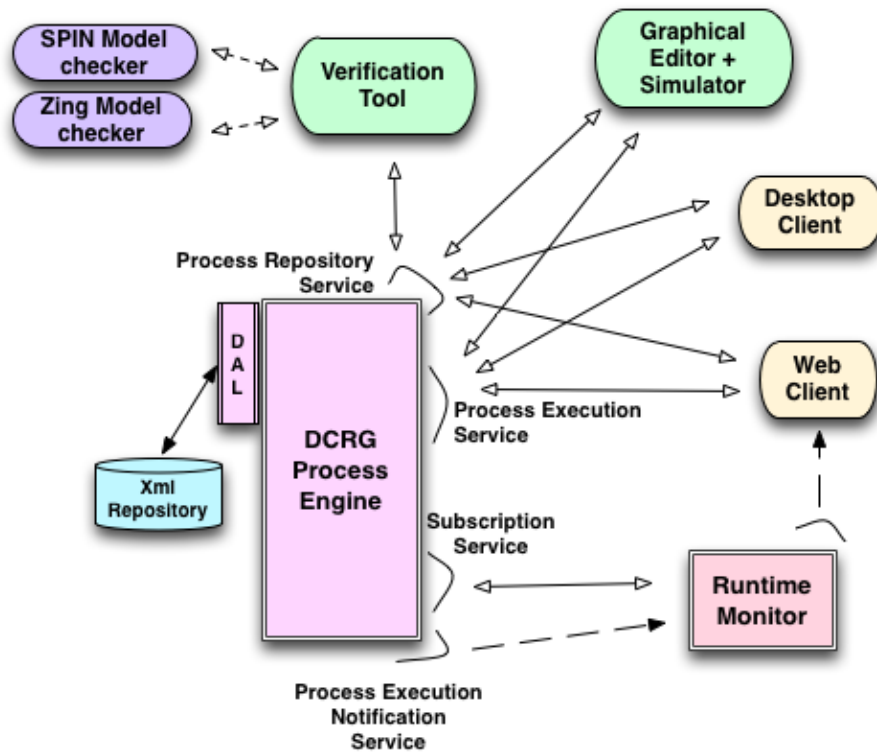 SPIN Model
checker
Zing Model
checker
Verification
Tool
Graphical
Editor +
Simulator
Desktop
Client
Process Repository
Service
D
A
L
Web
Client
Process Execution
Service
DCRG
Process
Engine
Xml
Repository
Subscription
Service
Runtime
Monitor
Process Execution
Notification
Service